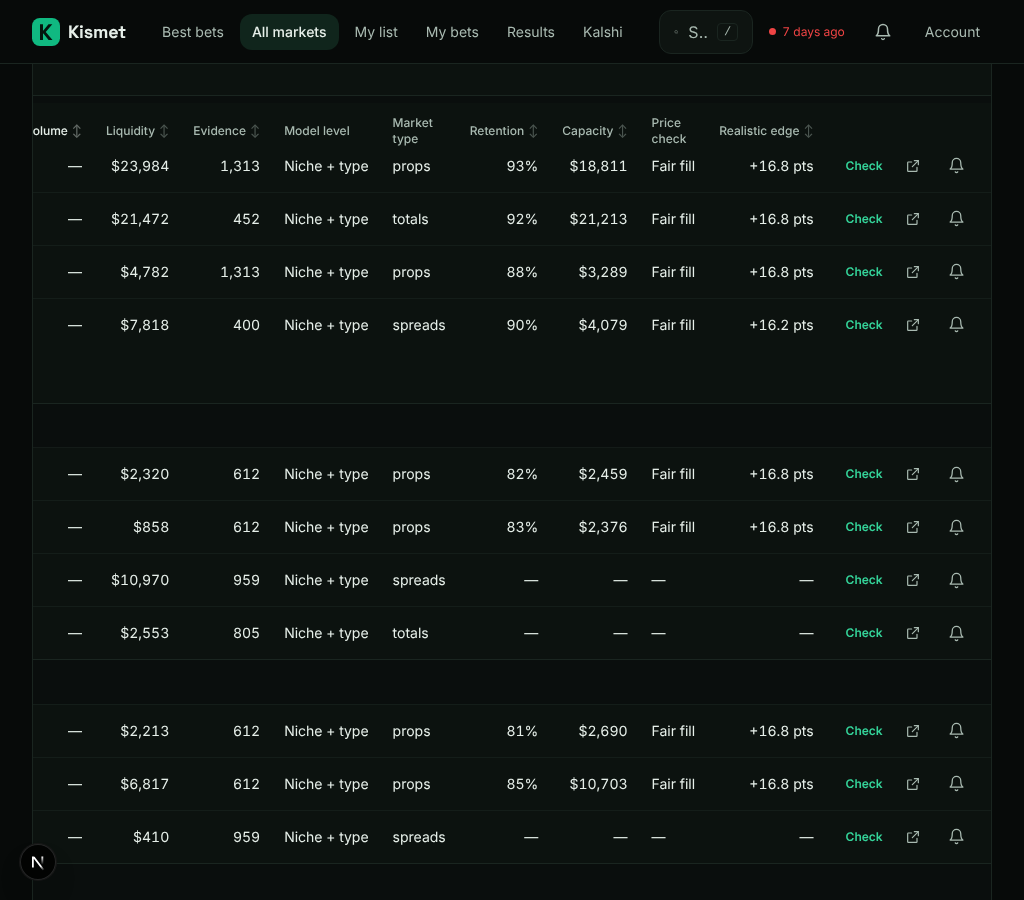 Kismet Best bets All markets My list My bets Results Kalshi S.. / 7 days ago Account
olume Liquidity Evidence Model level Market type Retention Capacity Price check Realistic edge
— $23,984 1,313 Niche + type props 93% $18,811 Fair fill +16.8 pts Check
— $21,472 452 Niche + type totals 92% $21,213 Fair fill +16.8 pts Check
— $4,782 1,313 Niche + type props 88% $3,289 Fair fill +16.8 pts Check
— $7,818 400 Niche + type spreads 90% $4,079 Fair fill +16.2 pts Check
— $2,320 612 Niche + type props 82% $2,459 Fair fill +16.8 pts Check
— $858 612 Niche + type props 83% $2,376 Fair fill +16.8 pts Check
— $10,970 959 Niche + type spreads — — — — Check
— $2,553 805 Niche + type totals — — — — Check
— $2,213 612 Niche + type props 81% $2,690 Fair fill +16.8 pts Check
— $6,817 612 Niche + type props 85% $10,703 Fair fill +16.8 pts Check
— $410 959 Niche + type spreads — — — — Check